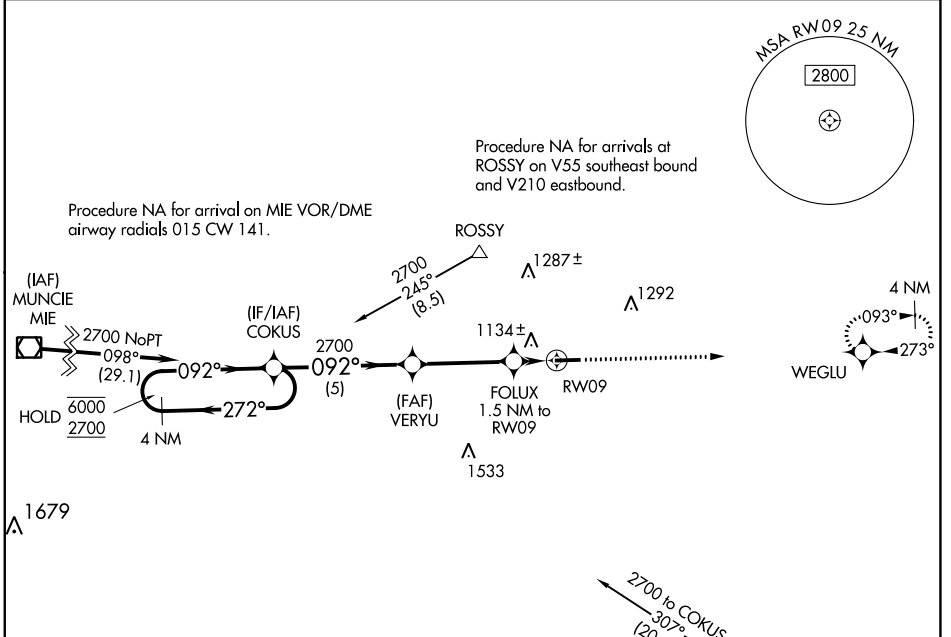 MSA RW09 25 NM
2800
Procedure NA for arrivals at
ROSSY on V55 southeast bound
and V210 eastbound.
Procedure NA for arrival on MIE VOR/DME
airway radials 015 CW 141.
ROSSY
2700
245°
(8.5)
1287±
1292
(IAF)
MUNCIE
MIE
2700 NoPT
098°
(29.1)
(IF/IAF)
COKUS
2700
092°
(5)
1134±
4 NM
093°
273°
WEGLU
092°
272°
HOLD
6000
2700
4 NM
(FAF)
VERYU
FOLUX
1.5 NM to
RW09
RW09
1533
1679
2700 to COKUS
307°
(20